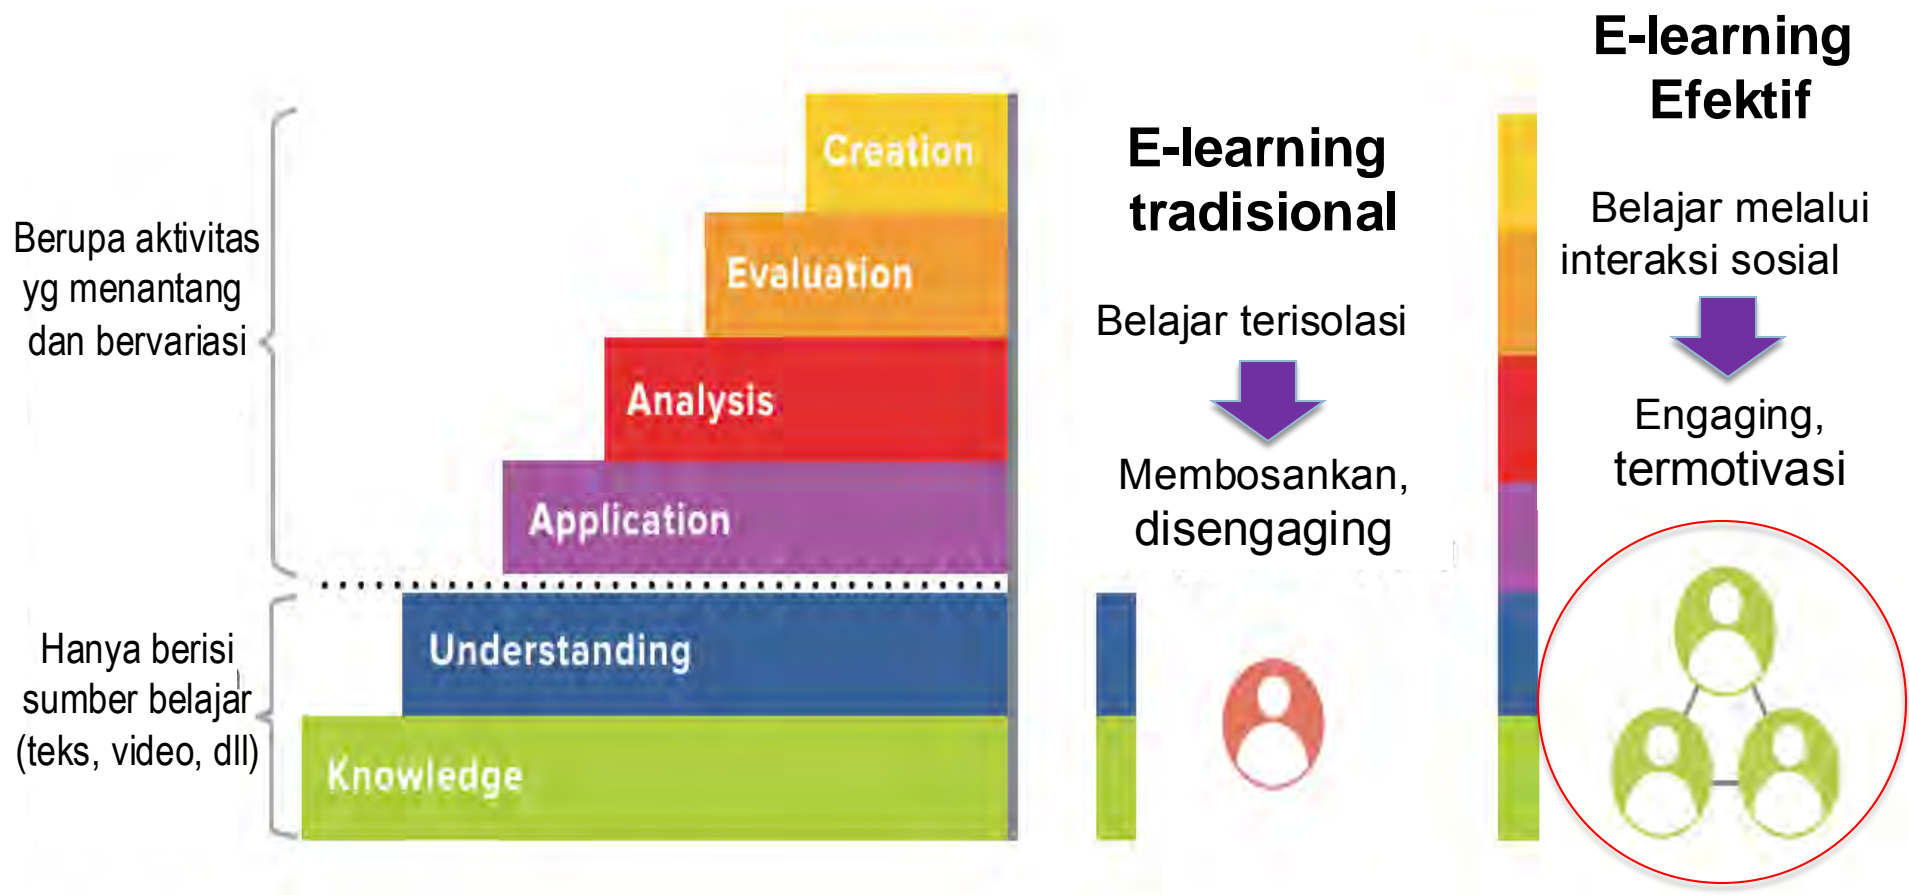 Berupa aktivitas
yg menantang
dan bervariasi
Hanya berisi
sumber belajar
(teks, video, dll)
Creation
Evaluation
Analysis
Application
Understanding
Knowledge
E-learning
tradisional
Belajar terisolasi
Membosankan,
disengaging
E-learning
Efektif
Belajar melalui
interaksi sosial
Engaging,
termotivasi